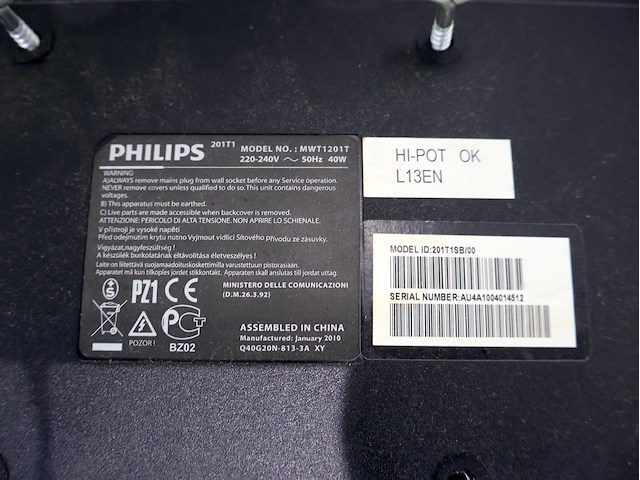 PHILIPS 201T1 MODEL NO. : MWT1201T
220-240V ～ 50Hz 40W
WARNING
A)ALWAYS remove mains plug from wall socket before any Service operation.
NEVER remove covers unless qualified to do so. This unit contains dangerous
voltages.
B) This apparatus must be earthed.
C) Live parts are made accessible when backcover is removed.
ATTENZIONE: PERICOLO DI ALTA TENSIONE. NON APRIRE LO SCHIENALE.
V přístroji je vysoké napětí
Před odejmutím krytu nutno Vyjmout vidlici Síťového Přívodu ze zásuvky.
Vigyázat,nagyfeszültség !
A készülék burkolatának eltávolítása életveszélyes !
Laite on liitettävä suojamaadoituskoskettimilla varustetuun pistorasiaan.
Apparatet må kun tilkoples jordet stikkontakt. Apparaten skall anslutas till jordat uttag.
S PZ1 CE MINISTERO DELLE COMUNICAZIONI
(D.M.26.3.92)
POZOR ! BZ02
ASSEMBLED IN CHINA
Manufactured: January 2010
Q40G20N-813-3A XY
HI-POT OK
L13EN
MODEL ID:201T1SB/00
SERIAL NUMBER:AU4A1004014512